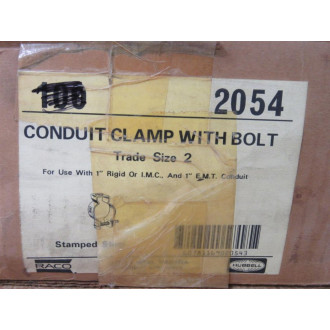 100 2054
CONDUIT CLAMP WITH BOLT
Trade Size 2
For Use With 1" Rigid Or I.M.C., And 1" E.M.T. Conduit
Stamped
RACO HUBBELL